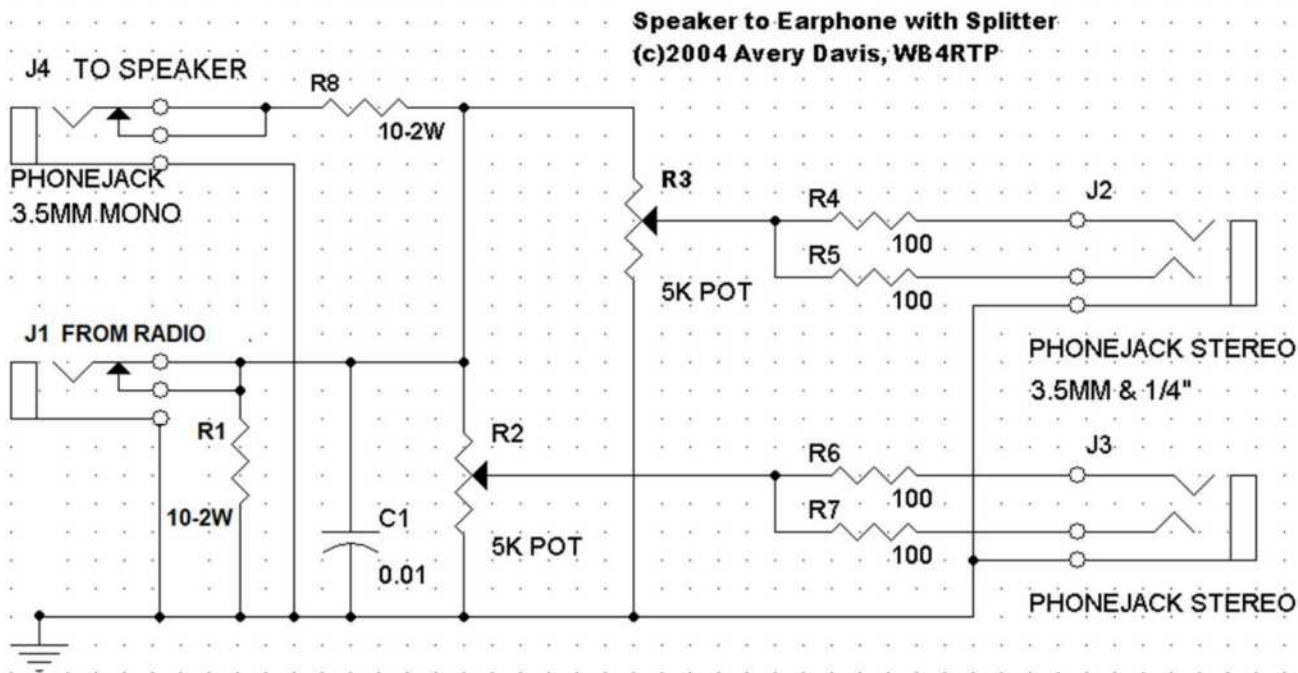 Speaker to Earphone with Splitter
(c)2004 Avery Davis, WB4RTP
J4 TO SPEAKER
R8
10-2W
PHONEJACK
3.5MM MONO
R3
5K POT
R4
100
R5
100
J2
PHONEJACK STEREO
3.5MM & 1/4"
J1 FROM RADIO
R1
10-2W
C1
0.01
R2
5K POT
R6
100
R7
100
J3
PHONEJACK STEREO